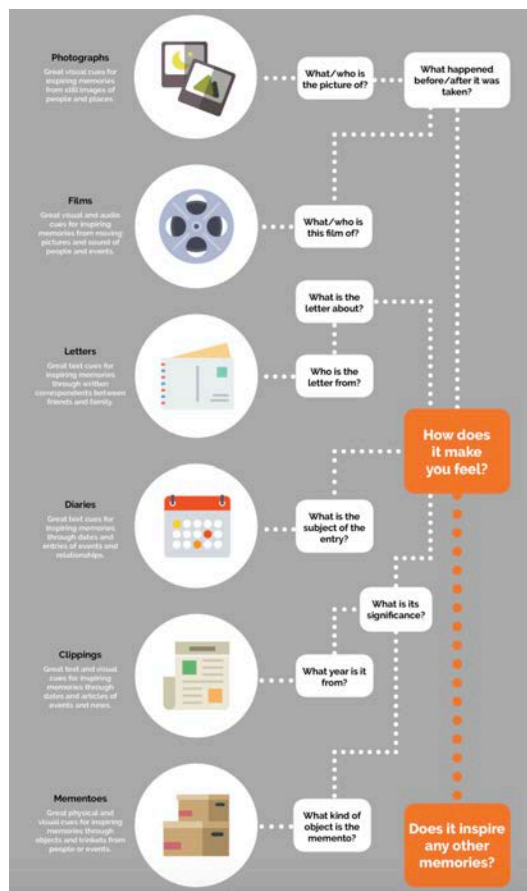 Photographs
Great visual cues for
inspiring memories
from still images of
people and places.
What/who is
the picture of?
What happened
before/after it was
taken?
Films
Great visual and audio
cues for inspiring
memories from moving
pictures and sound of
people and events.
What/who is
this film of?
What is the
letter about?
Letters
Great text cues for
inspiring memories
through written
correspondents between
friends and family.
Who is the
letter from?
How does
it make
you feel?
Diaries
Great text cues for
inspiring memories
through dates and
entries of events and
relationships.
What is the
subject of the
entry?
What is its
significance?
Clippings
Great text and visual
cues for inspiring
memories through
dates and articles of
events and news.
What year is it
from?
Mementoes
Great physical and
visual cues for inspiring
memories through
objects and trinkets from
people or events.
What kind of
object is the
memento?
Does it inspire
any other
memories?